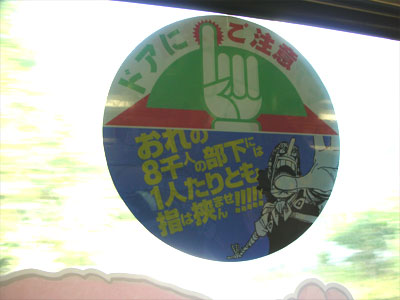 ドアにご注意
おれの
8千人の部下には
1人たりとも
指は挟ません!!!!!